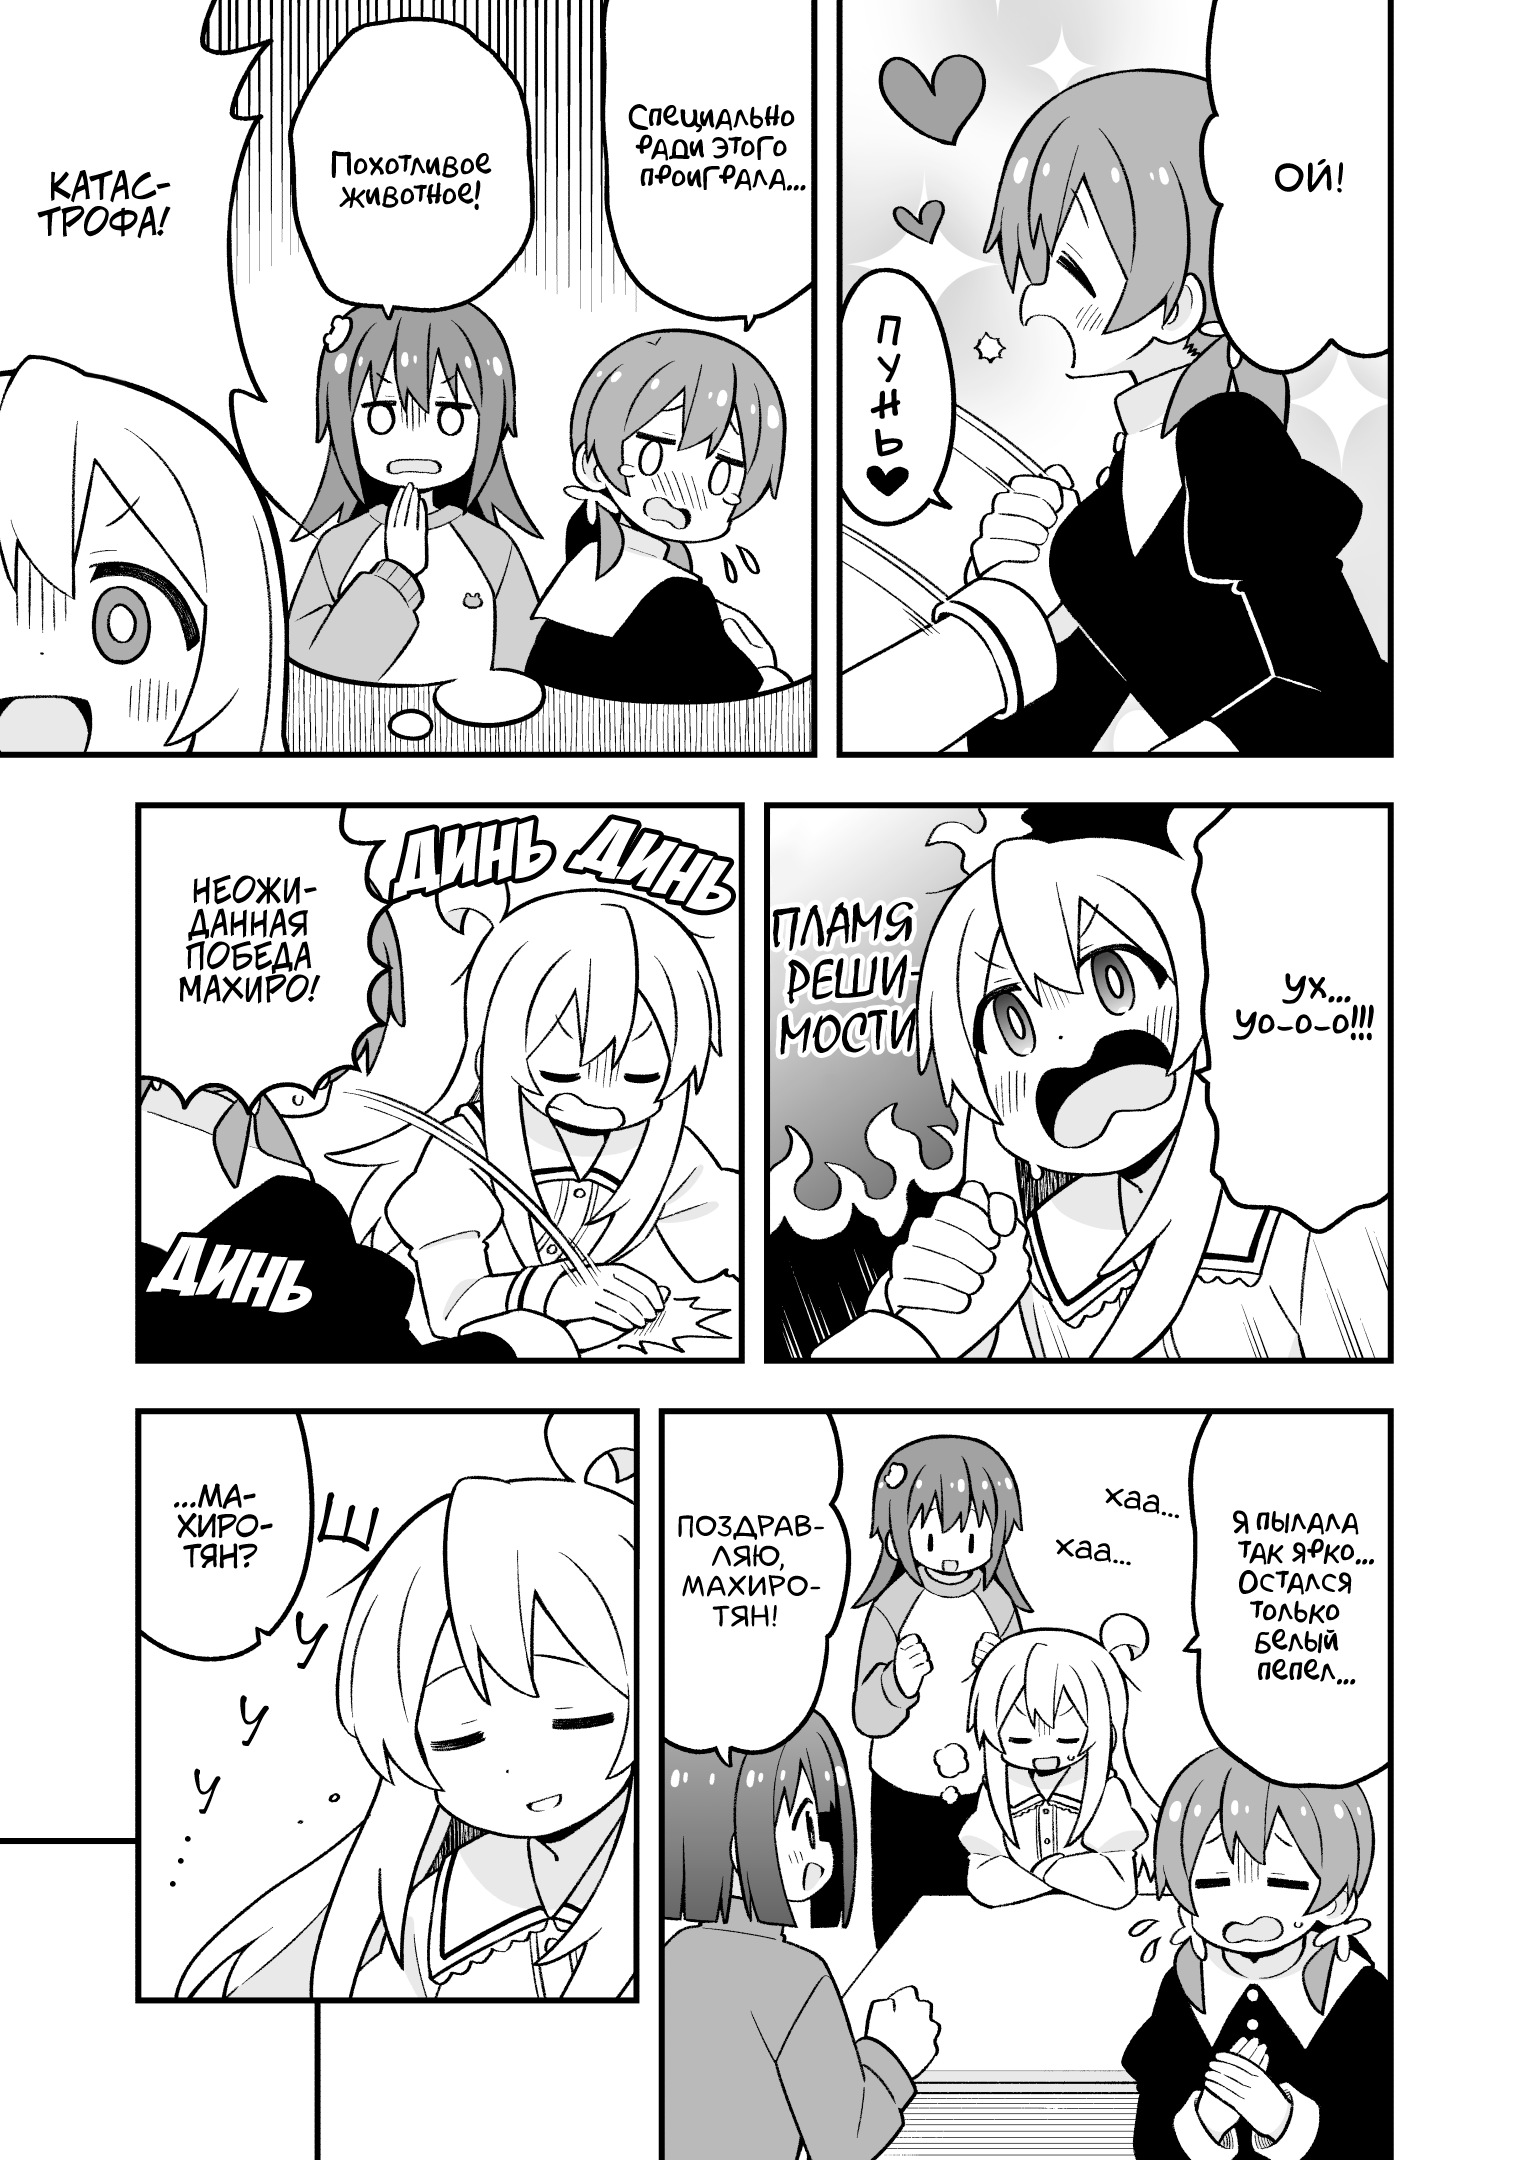 ОЙ!
ПУНЬ
Специально
ради этого
проиграла...
Похотливое
животное!
КАТАС-
ТРОФА!
УХ...
УО-О-О!!!
ПЛАМЯ
РЕШИ-
МОСТИ
ДИНЬ ДИНЬ
НЕОЖИ-
ДАННАЯ
ПОБЕДА
МАХИРО!
ДИНЬ
Я ПЫЛАЛА
ТАК ЯРКО...
ОСТАЛСЯ
ТОЛЬКО
БЕЛЫЙ
ПЕПЕЛ...
хаа...
хаа...
ПОЗДРАВ-
ЛЯЮ,
МАХИРО-
ТЯН!
...МА-
ХИРО-
ТЯН?
Ш
У
У
У
...